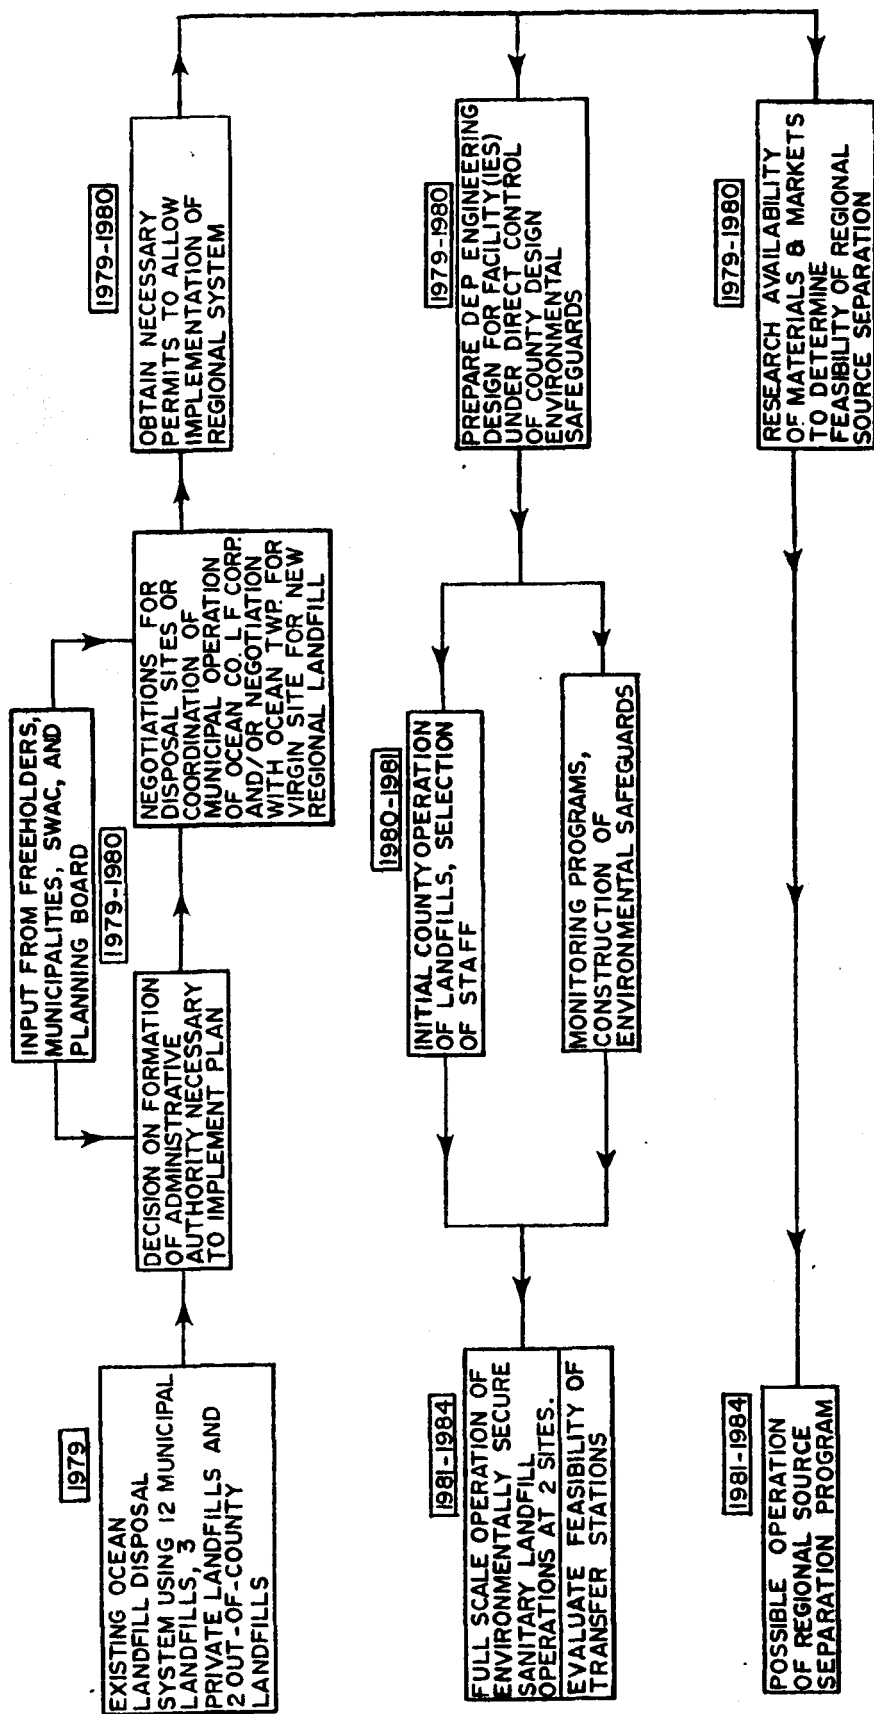 1979
EXISTING OCEAN
LANDFILL DISPOSAL
SYSTEM USING 12 MUNICIPAL
LANDFILLS, 3
PRIVATE LANDFILLS AND
2 OUT-OF-COUNTY
LANDFILLS
DECISION ON FORMATION
OF ADMINISTRATIVE
AUTHORITY NECESSARY
TO IMPLEMENT PLAN
INPUT FROM FREEHOLDERS,
MUNICIPALITIES, SWAC, AND
PLANNING BOARD
1979-1980
NEGOTIATIONS FOR
DISPOSAL SITES OR
COORDINATION OF
MUNICIPAL OPERATION
OF OCEAN CO. L F CORP.
AND/OR NEGOTIATION
WITH OCEAN TWP. FOR
VIRGIN SITE FOR NEW
REGIONAL LANDFILL
1979-1980
OBTAIN NECESSARY
PERMITS TO ALLOW
IMPLEMENTATION OF
REGIONAL SYSTEM
1979-1980
PREPARE DEP ENGINEERING
DESIGN FOR FACILITY(IES)
UNDER DIRECT CONTROL
OF COUNTY DESIGN
ENVIRONMENTAL
SAFEGUARDS
1980-1981
INITIAL COUNTY OPERATION
OF LANDFILLS, SELECTION
OF STAFF
MONITORING PROGRAMS,
CONSTRUCTION OF
ENVIRONMENTAL SAFEGUARDS
1981-1984
FULL SCALE OPERATION OF
ENVIRONMENTALLY SECURE
SANITARY LANDFILL
OPERATIONS AT 2 SITES.
EVALUATE FEASIBILITY OF
TRANSFER STATIONS
1979-1980
RESEARCH AVAILABILITY
OF MATERIALS & MARKETS
TO DETERMINE
FEASIBILITY OF REGIONAL
SOURCE SEPARATION
1981-1984
POSSIBLE OPERATION
OF REGIONAL SOURCE
SEPARATION PROGRAM